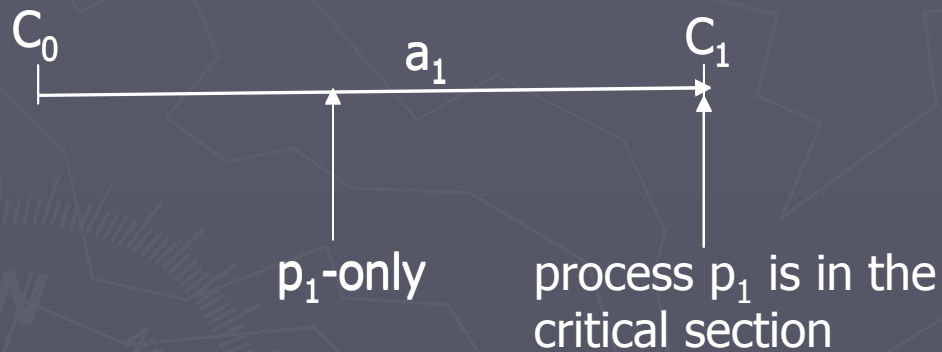 C₀
a₁
C₁
p₁-only
process p₁ is in the
critical section